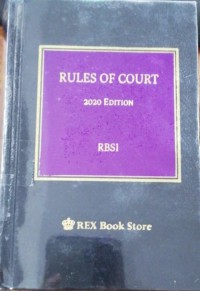 RULES OF COURT
2020 EDITION
RBSI
REX Book Store